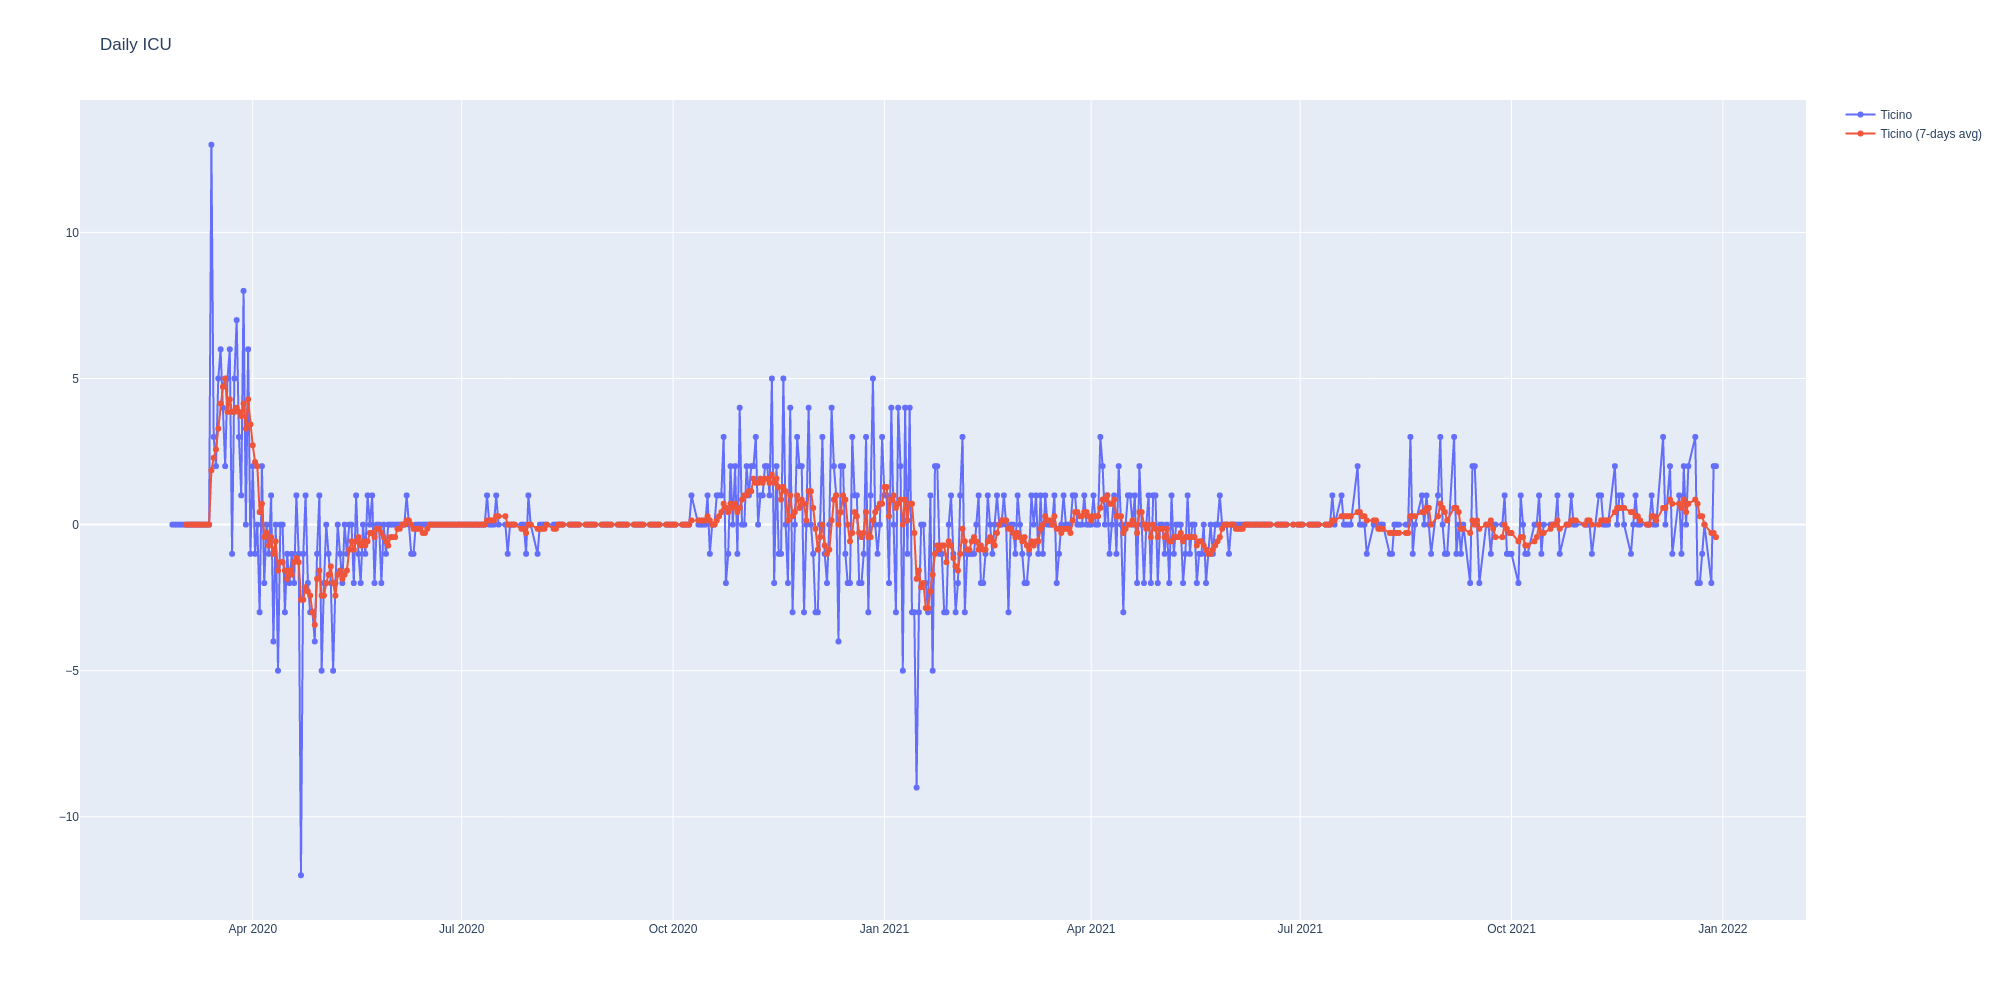 Daily ICU
Ticino
Ticino (7-days avg)
10
5
0
−5
−10
Apr 2020
Jul 2020
Oct 2020
Jan 2021
Apr 2021
Jul 2021
Oct 2021
Jan 2022